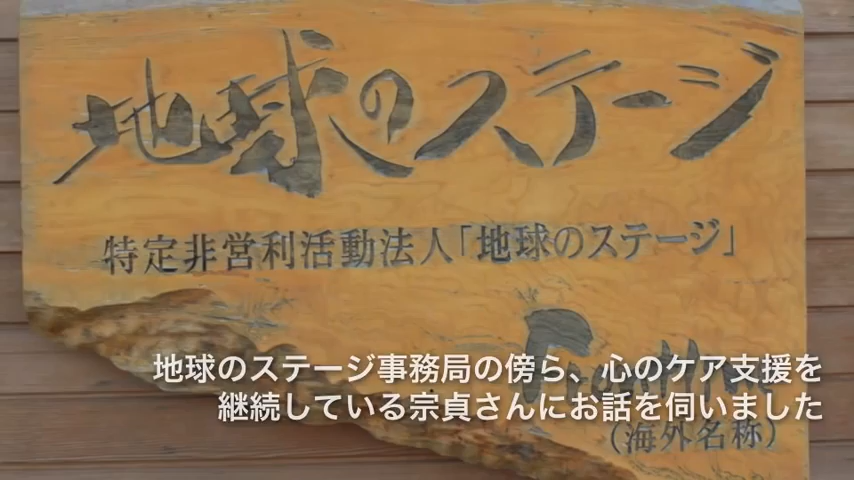 地球のステージ
特定非営利活動法人「地球のステージ」
地球のステージ事務局の傍ら、心のケア支援を
継続している宗貞さんにお話を伺いました
(海外名称)